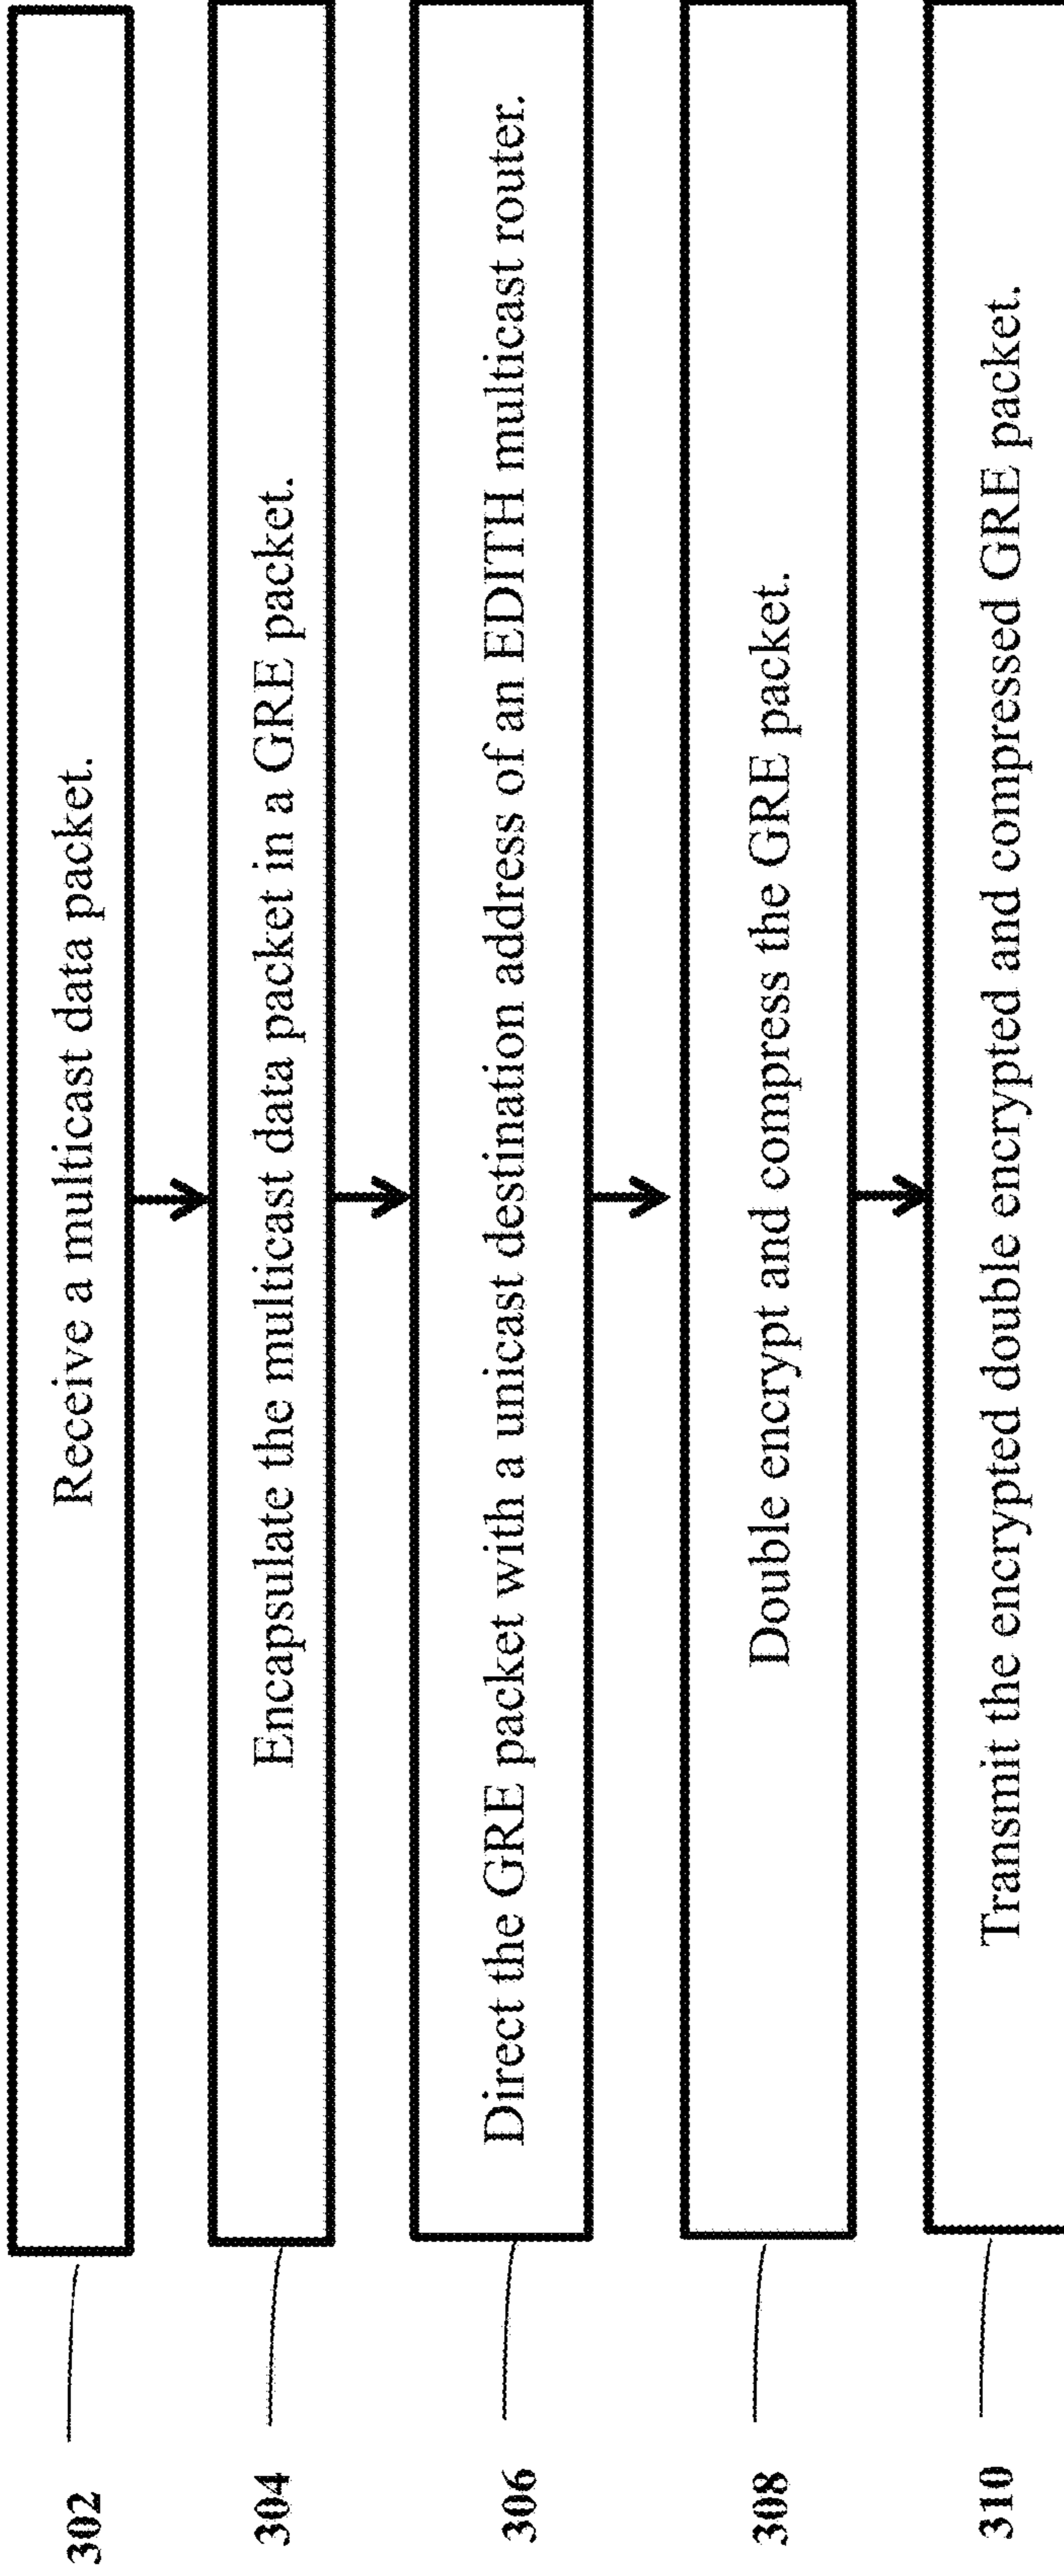 302
Receive a multicast data packet.
304
Encapsulate the multicast data packet in a GRE packet.
306
Direct the GRE packet with a unicast destination address of an EDITH multicast router.
308
Double encrypt and compress the GRE packet.
310
Transmit the encrypted double encrypted and compressed GRE packet.